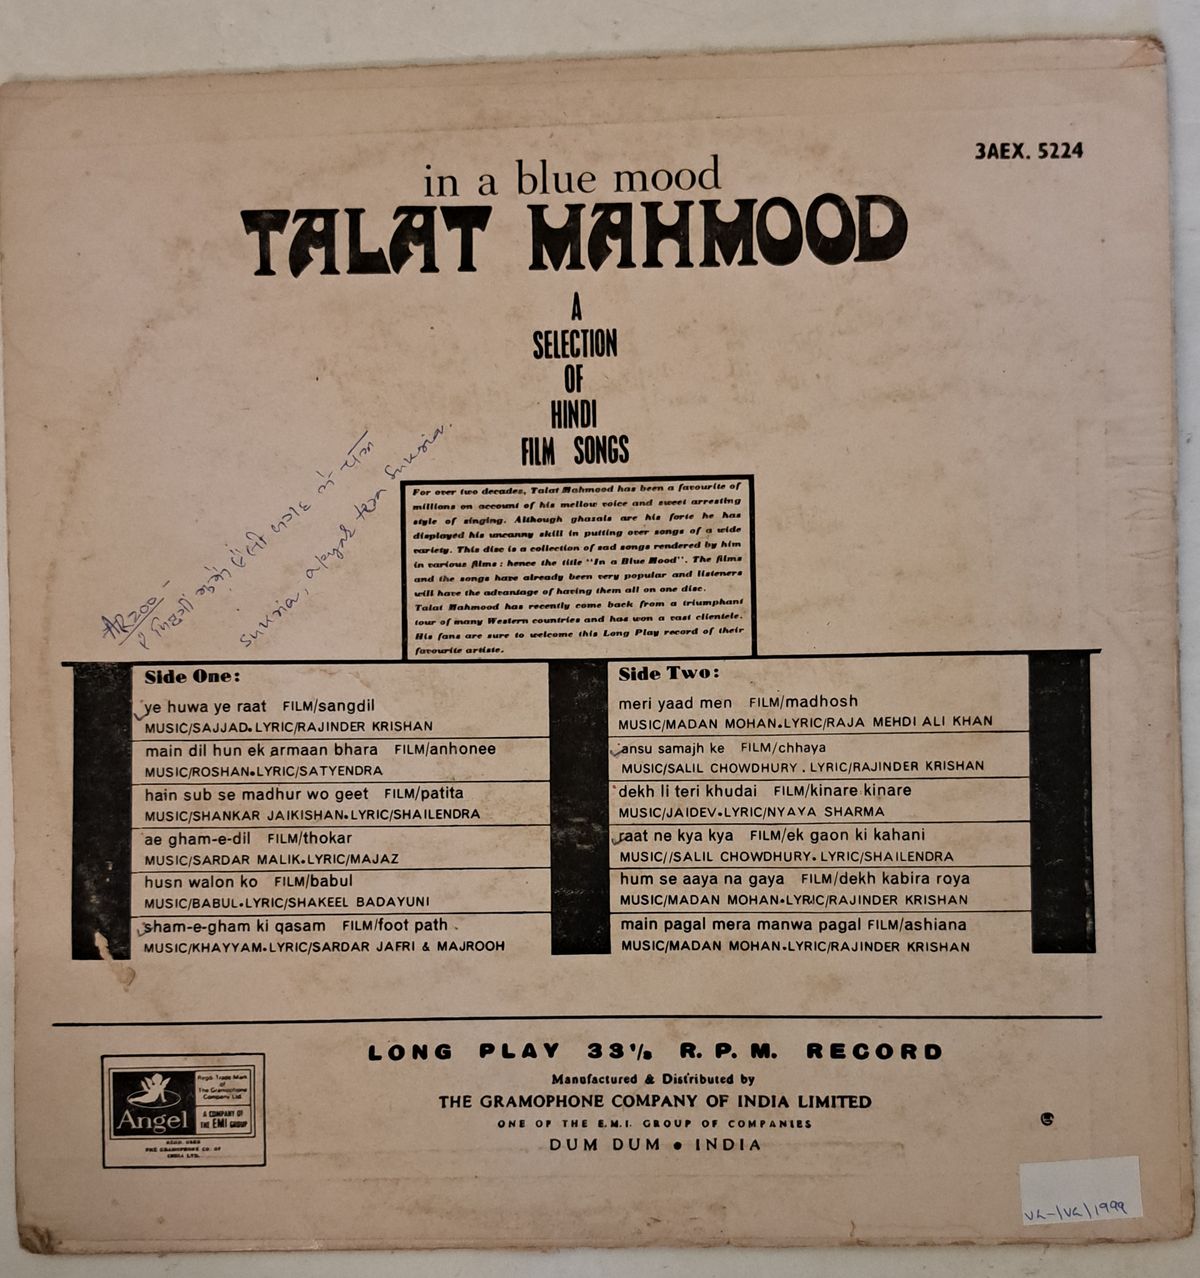 3AEX. 5224
in a blue mood
TALAT MAHMOOD
A
SELECTION
OF
HINDI
FILM SONGS
For over two decades, Talat Mahmood has been a favourite of
millions on account of his mellow voice and sweet arresting
style of singing. Although ghazals are his forte he has
displayed his uncanny skill in putting over songs of a wide
variety. This disc is a collection of sad songs rendered by him
in various films : hence the title "In a Blue Mood". The films
and the songs have already been very popular and listeners
will have the advantage of having them all on one disc.
Talat Mahmood has recently come back from a triumphant
tour of many Western countries and has won a vast clientele.
His fans are sure to welcome this Long Play record of their
favourite artiste.
Side One:
ye huwa ye raat FILM/sangdil
MUSIC/SAJJAD.LYRIC/RAJINDER KRISHAN
main dil hun ek armaan bhara FILM/anhonee
MUSIC/ROSHAN.LYRIC/SATYENDRA
hain sub se madhur wo geet FILM/patita
MUSIC/SHANKAR JAIKISHAN.LYRIC/SHAILENDRA
ae gham-e-dil FILM/thokar
MUSIC/SARDAR MALIK.LYRIC/MAJAZ
husn walon ko FILM/babul
MUSIC/BABUL.LYRIC/SHAKEEL BADAYUNI
sham-e-gham ki qasam FILM/foot path
MUSIC/KHAYYAM.LYRIC/SARDAR JAFRI & MAJROOH
Side Two:
meri yaad men FILM/madhosh
MUSIC/MADAN MOHAN.LYRIC/RAJA MEHDI ALI KHAN
ansu samajh ke FILM/chhaya
MUSIC/SALIL CHOWDHURY . LYRIC/RAJINDER KRISHAN
dekh li teri khudai FILM/kinare kinare
MUSIC/JAIDEV.LYRIC/NYAYA SHARMA
raat ne kya kya FILM/ek gaon ki kahani
MUSIC//SALIL CHOWDHURY. LYRIC/SHAILENDRA
hum se aaya na gaya FILM/dekh kabira roya
MUSIC/MADAN MOHAN.LYRIC/RAJINDER KRISHAN
main pagal mera manwa pagal FILM/ashiana
MUSIC/MADAN MOHAN.LYRIC/RAJINDER KRISHAN
LONG PLAY 33⅓ R. P. M. RECORD
Manufactured & Distributed by
THE GRAMOPHONE COMPANY OF INDIA LIMITED
ONE OF THE E.M.I. GROUP OF COMPANIES
DUM DUM • INDIA
Angel
Regd. Trade Mark
of
The Gramophone
Company Ltd.
A COMPANY OF
THE EMI GROUP
REGD. USER
THE GRAMOPHONE CO. OF
INDIA LTD.